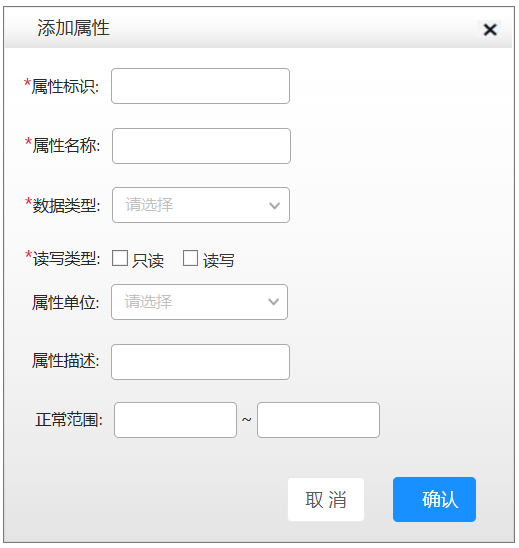 添加属性
*属性标识:
*属性名称:
*数据类型: 请选择
*读写类型: 只读 读写
属性单位: 请选择
属性描述:
正常范围: ~
取 消 确认